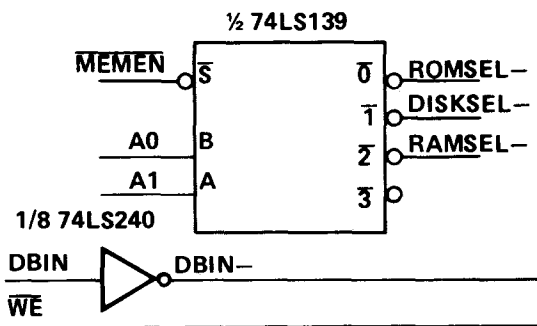 ½ 74LS139
MEMEN
S
0
ROMSEL–
1
DISKSEL–
A0
B
2
RAMSEL–
A1
A
3
1/8 74LS240
DBIN
DBIN–
WE